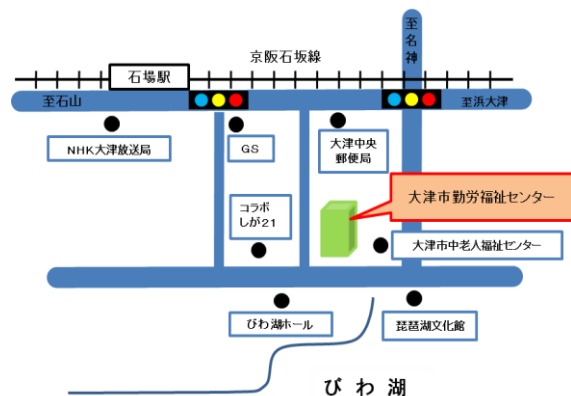 至名神
京阪石坂線
石場駅
至石山
至浜大津
NHK大津放送局
GS
大津中央
郵便局
大津市勤労福祉センター
コラボ
しが21
大津市中老人福祉センター
びわ湖ホール
琵琶湖文化館
びわ湖